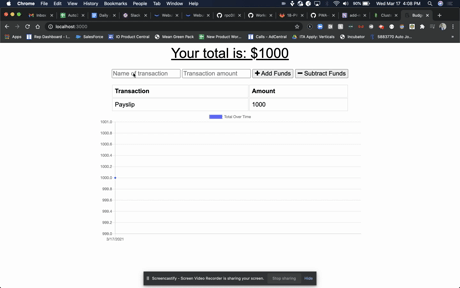 Chrome File Edit View History Bookmarks People Tab Window Help 80% Wed Mar 17 4:08 PM
localhost:3000
Apps SalesForce IO Product Central Wean Green Pack New Product Wor... Calls - AdCentral ITA Apply: Verticals Incubator
Your total is: $1000
Name of transaction Transaction amount + Add Funds − Subtract Funds
Transaction Amount
Payslip 1000
Total Over Time
1001.0
1000.8
1000.6
1000.4
1000.2
1000.0
999.8
999.6
999.4
999.2
999.0
3/17/2021
Screencastify - Screen Video Recorder is sharing your screen. Stop sharing Hide